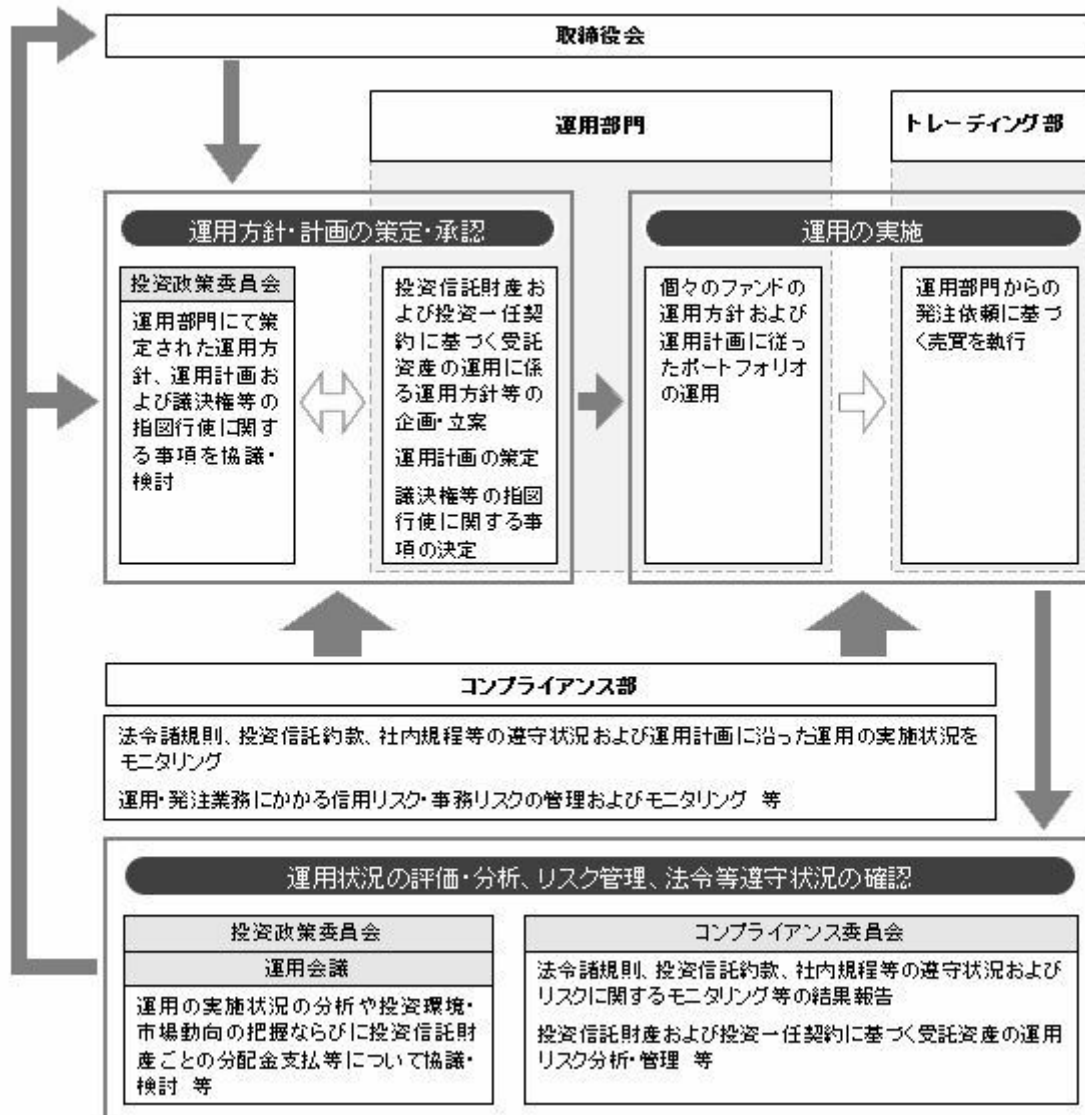 取締役会
運用部門
トレーディング部
運用方針・計画の策定・承認
投資政策委員会
運用部門にて策
定された運用方
針、運用計画お
よび議決権等の
指図行使に関す
る事項を協議・
検討
投資信託財産お
よび投資一任契
約に基づく受託
資産の運用に係
る運用方針等の
企画・立案
運用計画の策定
議決権等の指図
行使に関する事
項の決定
運用の実施
個々のファンドの
運用方針および
運用計画に従っ
たポートフォリオ
の運用
運用部門からの
発注依頼に基づ
く売買を執行
コンプライアンス部
法令諸規則、投資信託約款、社内規程等の遵守状況および運用計画に沿った運用の実施状況を
モニタリング
運用・発注業務にかかる信用リスク・事務リスクの管理およびモニタリング 等
運用状況の評価・分析、リスク管理、法令等遵守状況の確認
投資政策委員会
運用会議
運用の実施状況の分析や投資環境・
市場動向の把握ならびに投資信託財
産ごとの分配金支払等について協議・
検討 等
コンプライアンス委員会
法令諸規則、投資信託約款、社内規程等の遵守状況および
リスクに関するモニタリング等の結果報告
投資信託財産および投資一任契約に基づく受託資産の運用
リスク分析・管理 等